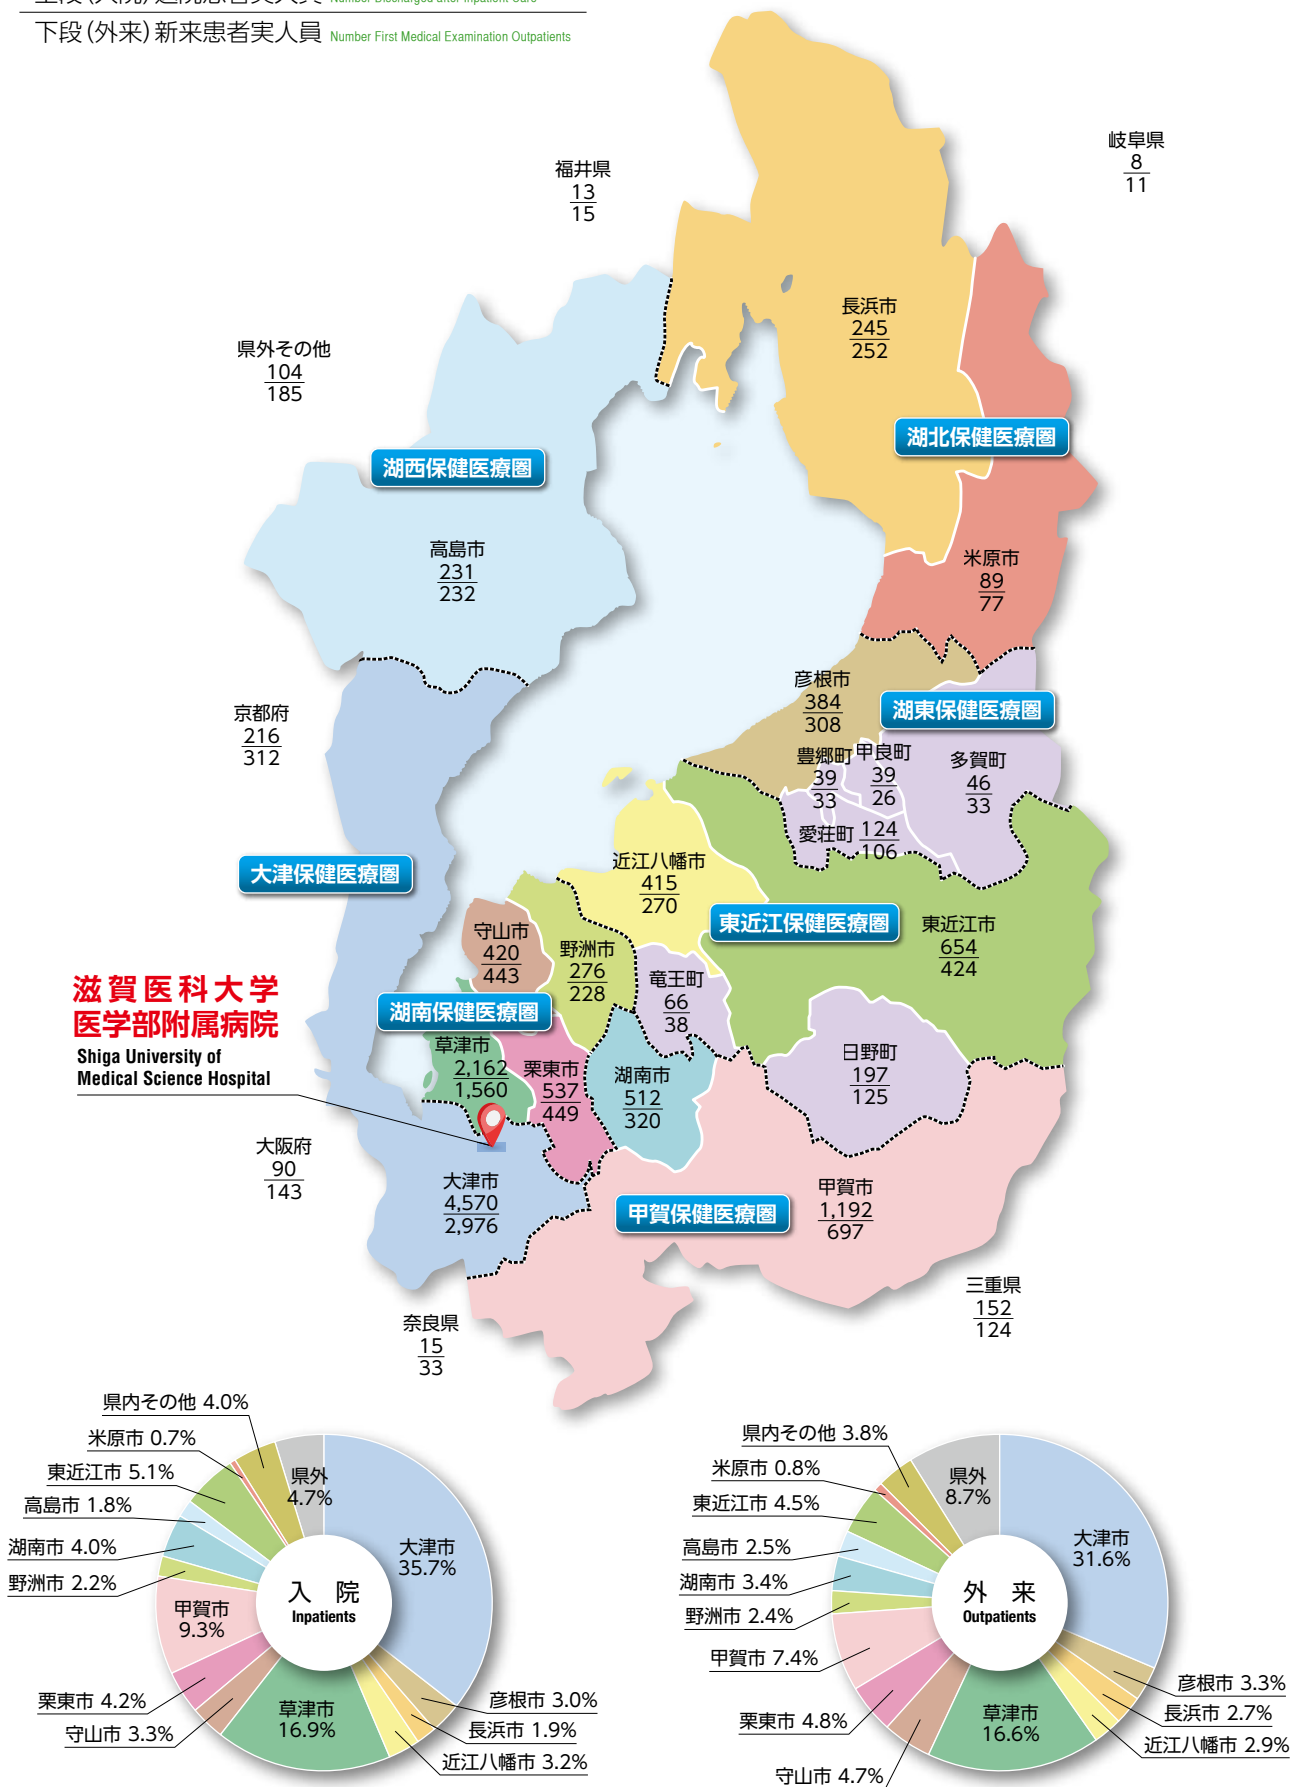 上段(入院)退院患者実人員 Number Discharged after Inpatient Care
下段(外来)新来患者実人員 Number First Medical Examination Outpatients
岐阜県
8
11
福井県
13
15
長浜市
245
252
県外その他
104
185
湖北保健医療圏
湖西保健医療圏
高島市
231
232
米原市
89
77
彦根市
384
308
湖東保健医療圏
京都府
216
312
豊郷町
39
33
甲良町
39
26
多賀町
46
33
愛荘町
124
106
近江八幡市
415
270
大津保健医療圏
東近江保健医療圏
東近江市
654
424
守山市
420
443
野洲市
276
228
竜王町
66
38
滋賀医科大学
医学部附属病院
Shiga University of
Medical Science Hospital
湖南保健医療圏
草津市
2,162
1,560
栗東市
537
449
湖南市
512
320
日野町
197
125
大阪府
90
143
大津市
4,570
2,976
甲賀保健医療圏
甲賀市
1,192
697
三重県
152
124
奈良県
15
33
県内その他 4.0%
米原市 0.7%
東近江市 5.1%
高島市 1.8%
湖南市 4.0%
野洲市 2.2%
甲賀市
9.3%
栗東市 4.2%
守山市 3.3%
草津市
16.9%
近江八幡市 3.2%
長浜市 1.9%
彦根市 3.0%
大津市
35.7%
県外
4.7%
入 院
Inpatients
県内その他 3.8%
米原市 0.8%
東近江市 4.5%
高島市 2.5%
湖南市 3.4%
野洲市 2.4%
甲賀市 7.4%
栗東市 4.8%
守山市 4.7%
草津市
16.6%
近江八幡市 2.9%
長浜市 2.7%
彦根市 3.3%
大津市
31.6%
県外
8.7%
外 来
Outpatients